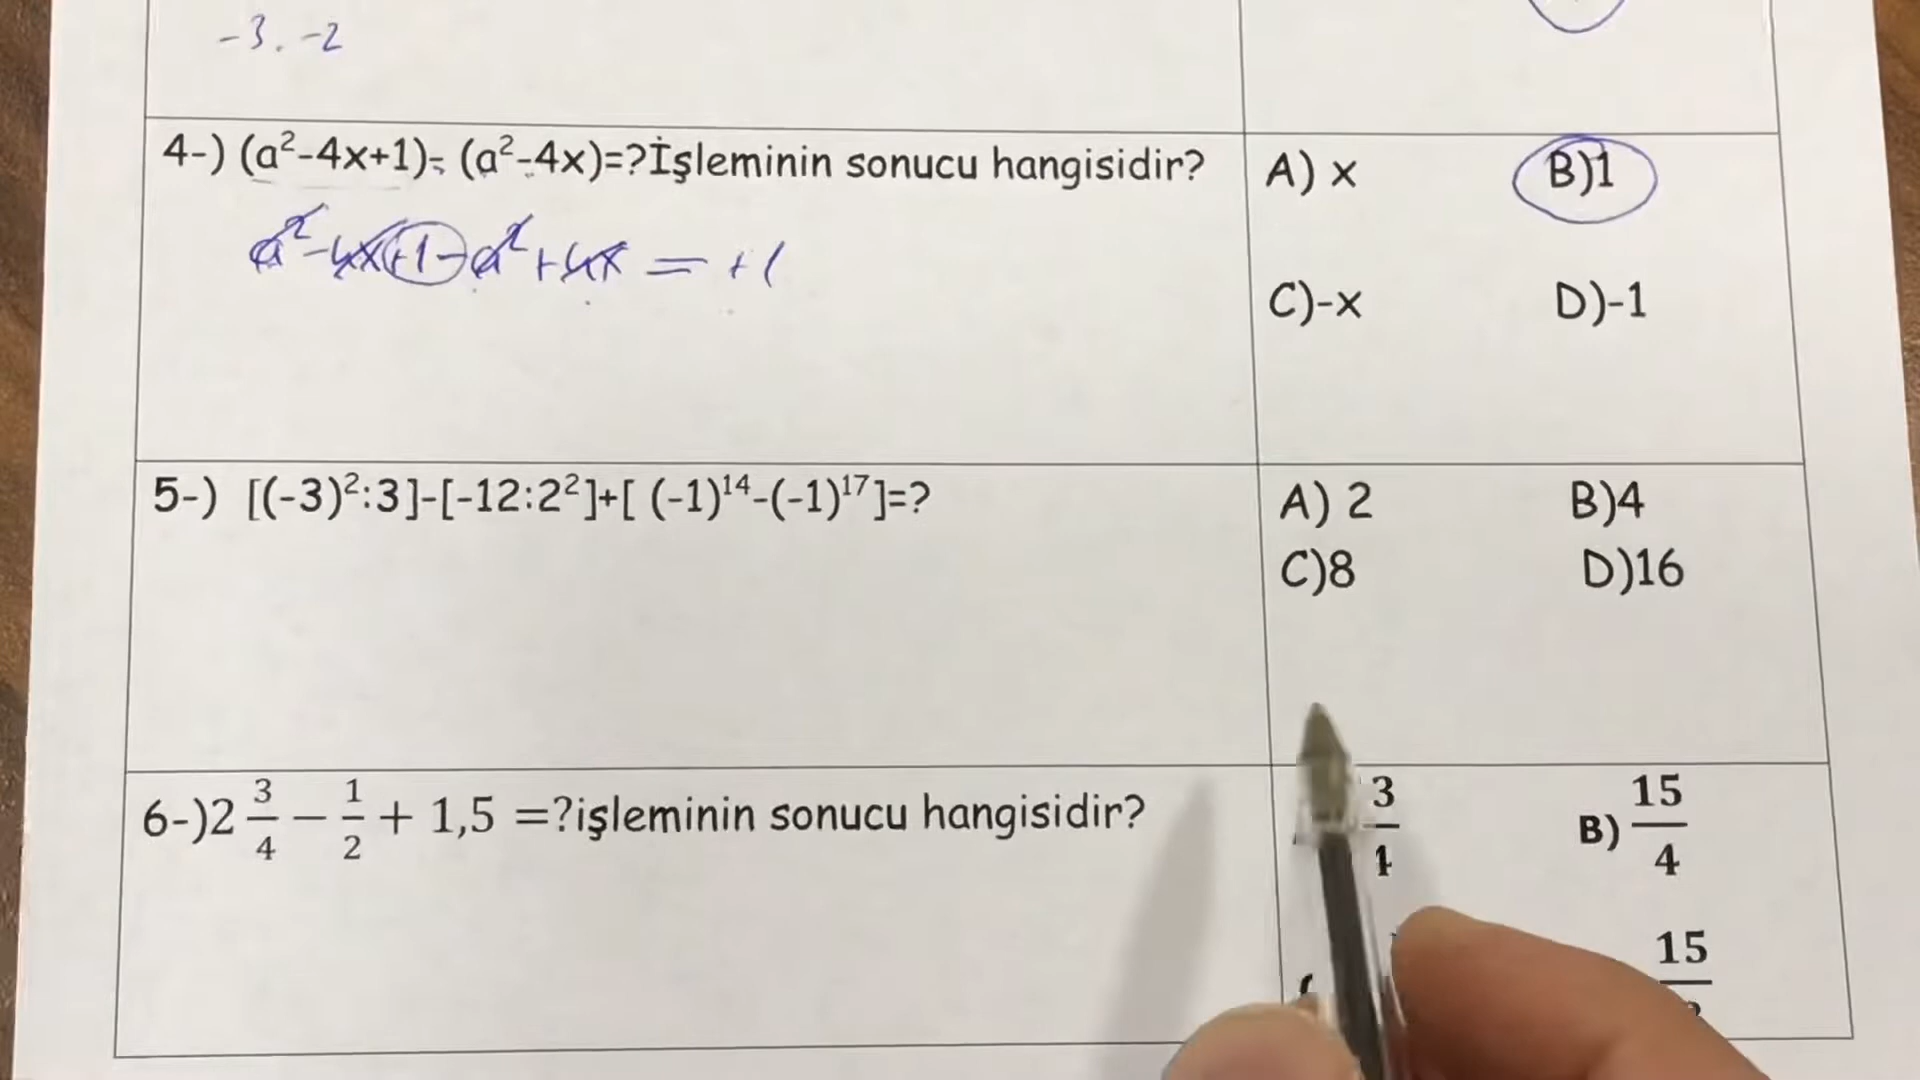 -3. -2
4-) (a²-4x+1)- (a²-4x)=?İşleminin sonucu hangisidir?
A) x B)1
a²-4x+1-a²+4x = +1
C)-x D)-1
5-) [(-3)²:3]-[-12:2²]+[ (-1)¹⁴-(-1)¹⁷]=?
A) 2 B)4
C)8 D)16
6-)2 3/4 − 1/2 + 1,5 =?işleminin sonucu hangisidir?
3/4 B) 15/4
15